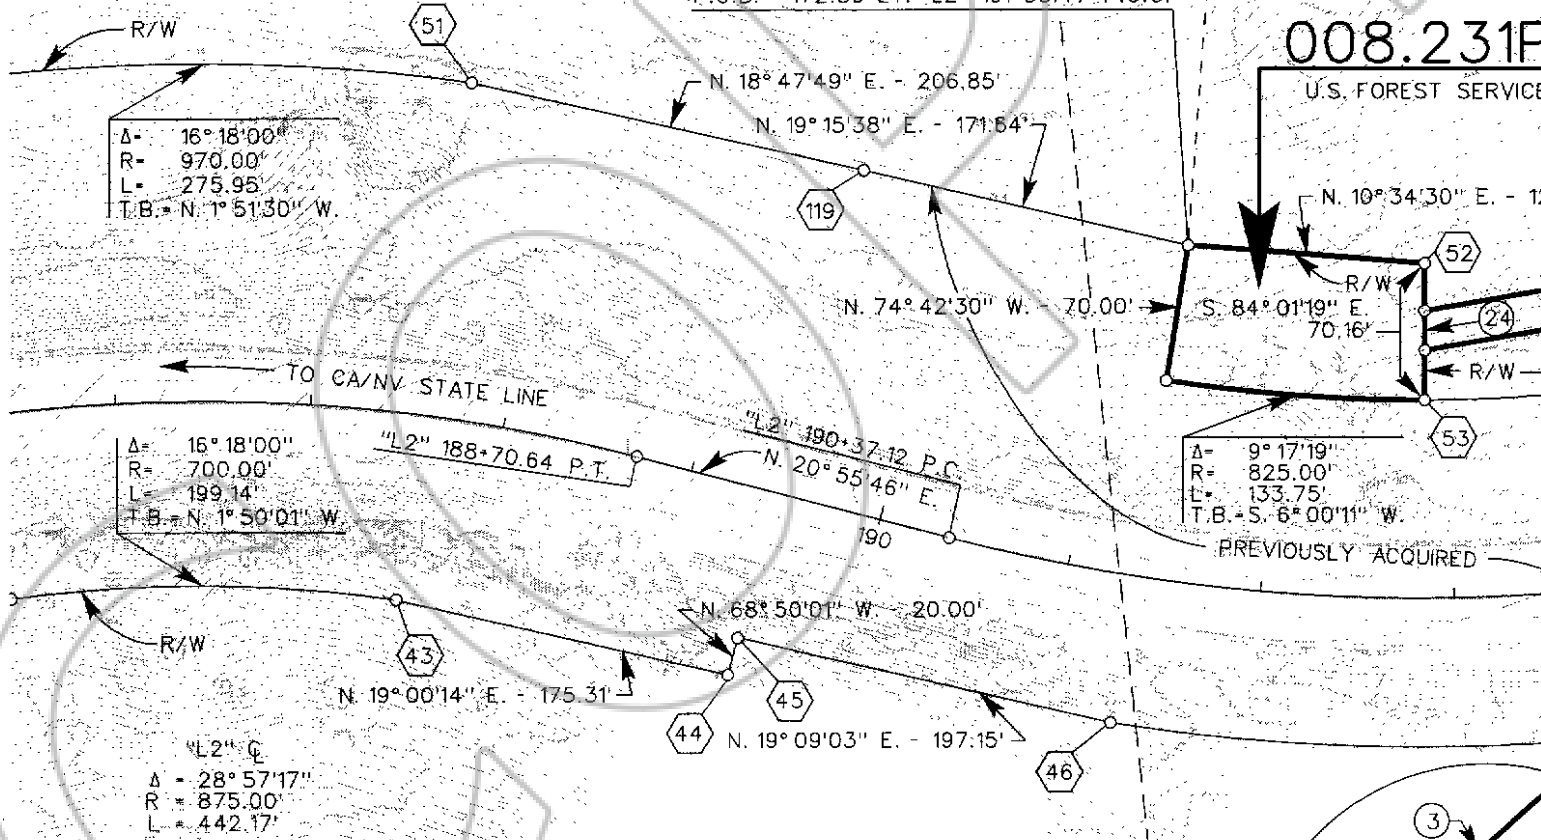 R/W
51
N. 18° 47'49" E. - 206.85'
N. 19° 15'38" E. - 171.64'
008.231P
U.S. FOREST SERVICE
Δ= 16° 18'00"
R= 970.00'
L= 275.95'
T.B.= N. 1° 51'30" W.
119
N. 10° 34'30" E. - 12
52
R/W
N. 74° 42'30" W. - 70.00'
S. 84° 01'19" E.
70.16'
24
R/W
TO CA/NV STATE LINE
53
"L2" 188+70.64 P.T.
"L2" 190+37.12 P.C.
N. 20° 55'46" E.
190
Δ= 16° 18'00"
R= 700.00'
L= 199.14'
T.B.= N. 1° 50'01" W.
Δ= 9° 17'19"
R= 825.00'
L= 133.75'
T.B.=S. 6° 00'11" W.
PREVIOUSLY ACQUIRED
R/W
43
N. 68° 50'01" W - 20.00'
N. 19° 00'14" E. - 175.31'
45
44
N. 19° 09'03" E. - 197.15'
46
"L2" ℄
Δ = 28° 57'17"
R = 875.00'
L = 442.17'
3